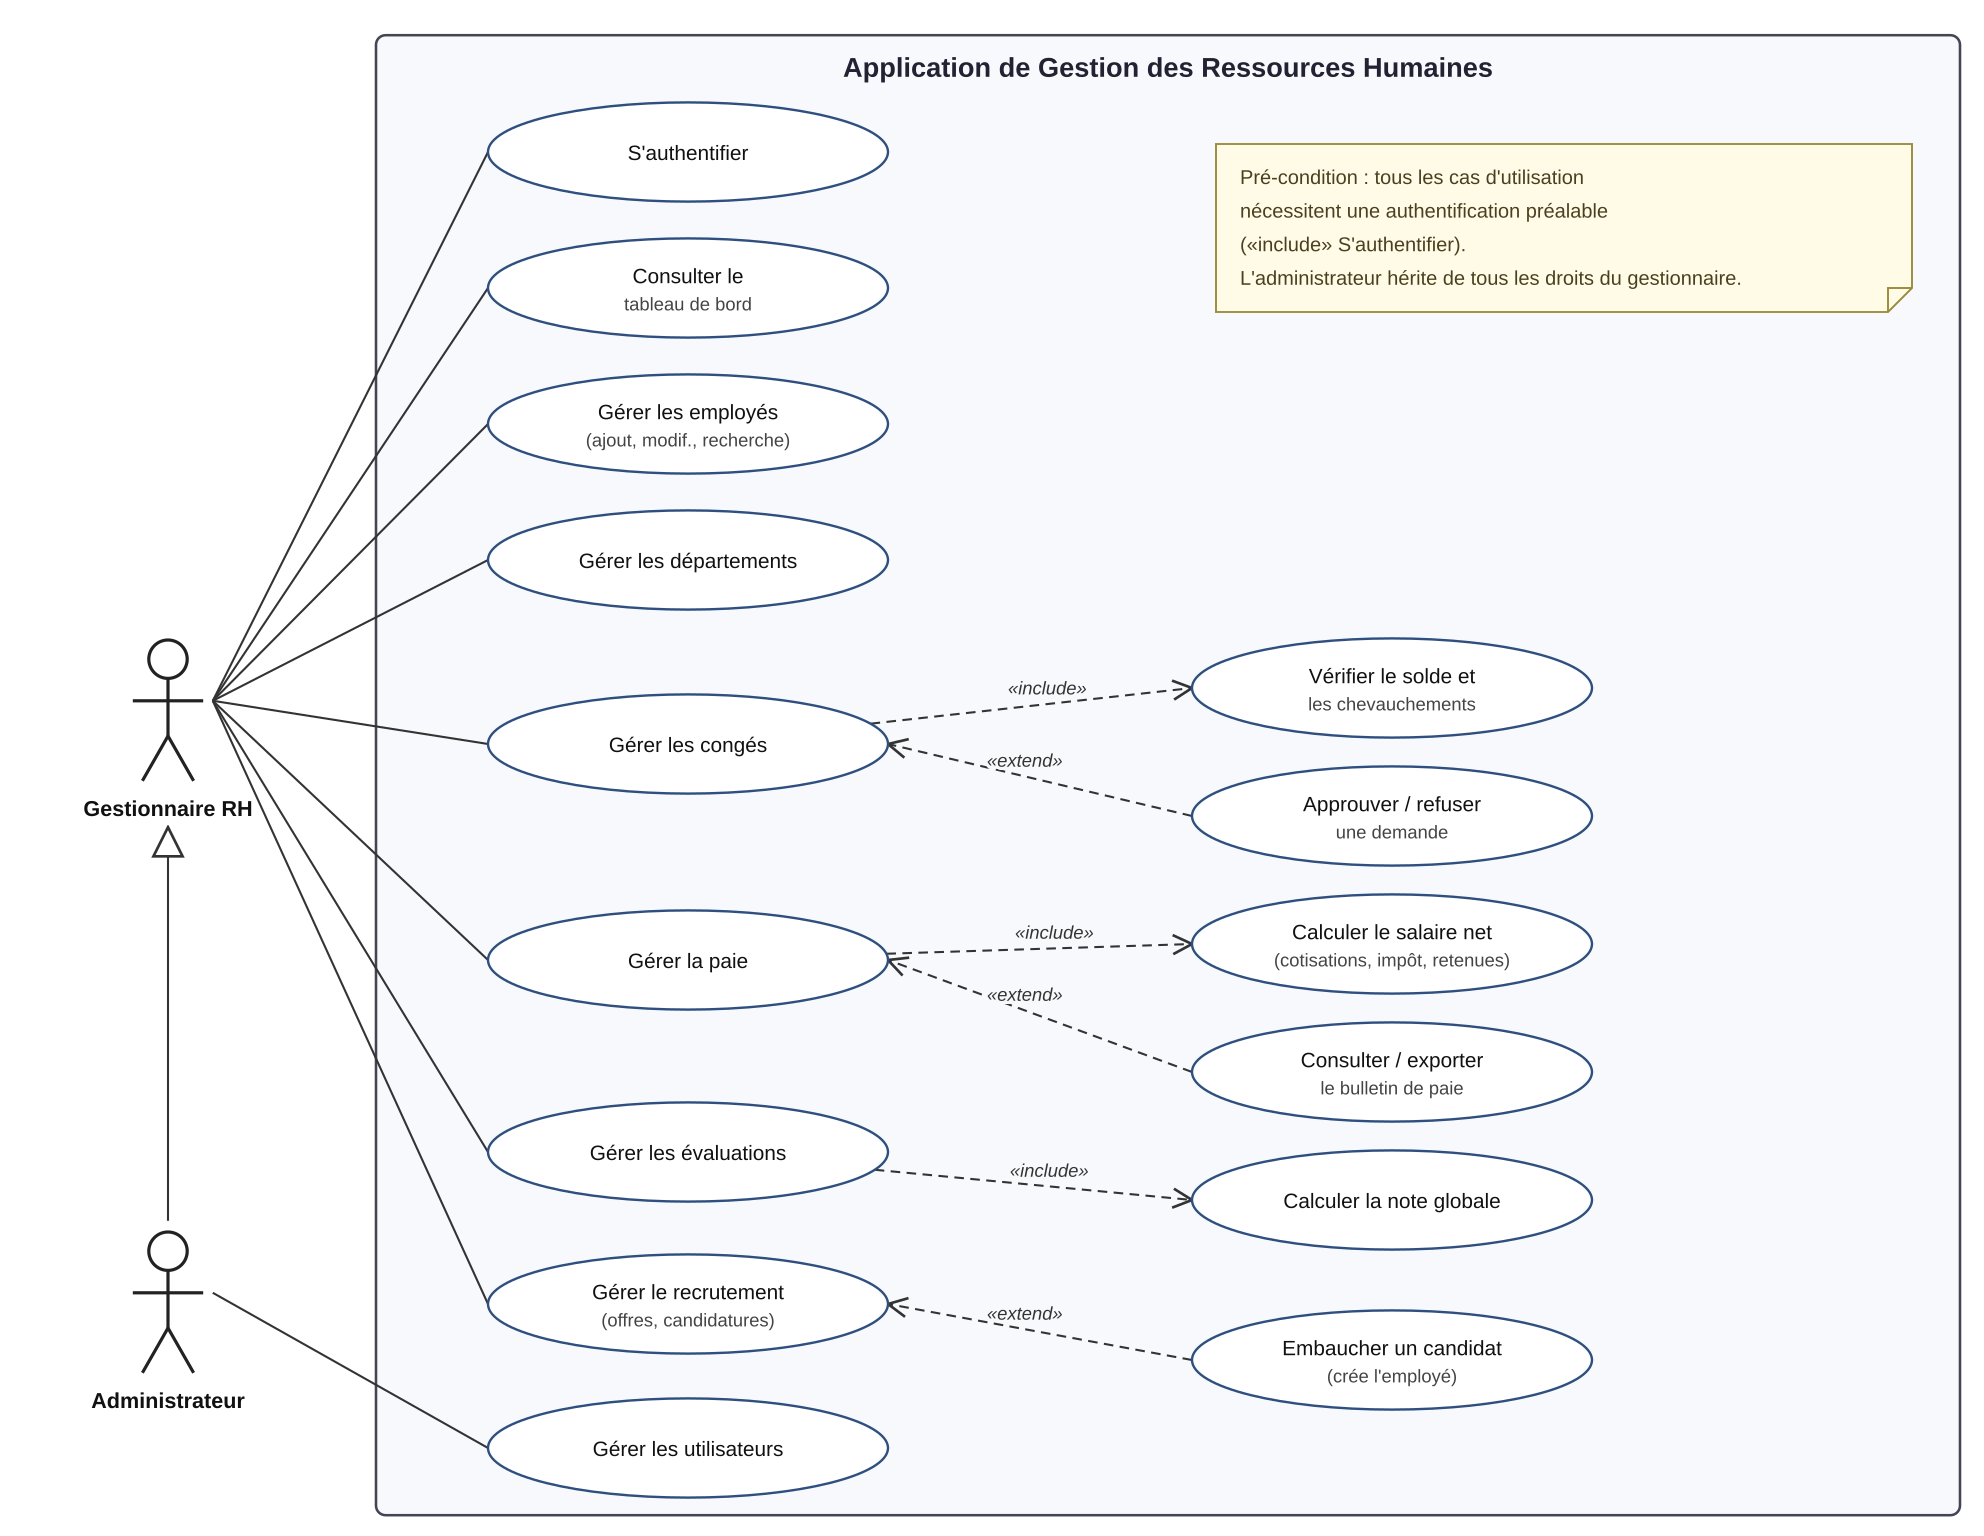 Application de Gestion des Ressources Humaines
S'authentifier
Pré-condition : tous les cas d'utilisation
nécessitent une authentification préalable
(«include» S'authentifier).
L'administrateur hérite de tous les droits du gestionnaire.
Consulter le
tableau de bord
Gérer les employés
(ajout, modif., recherche)
Gérer les départements
Gestionnaire RH
Gérer les congés
«include»
Vérifier le solde et
les chevauchements
«extend»
Approuver / refuser
une demande
Gérer la paie
«include»
Calculer le salaire net
(cotisations, impôt, retenues)
«extend»
Consulter / exporter
le bulletin de paie
Gérer les évaluations
«include»
Calculer la note globale
Gérer le recrutement
(offres, candidatures)
«extend»
Embaucher un candidat
(crée l'employé)
Administrateur
Gérer les utilisateurs